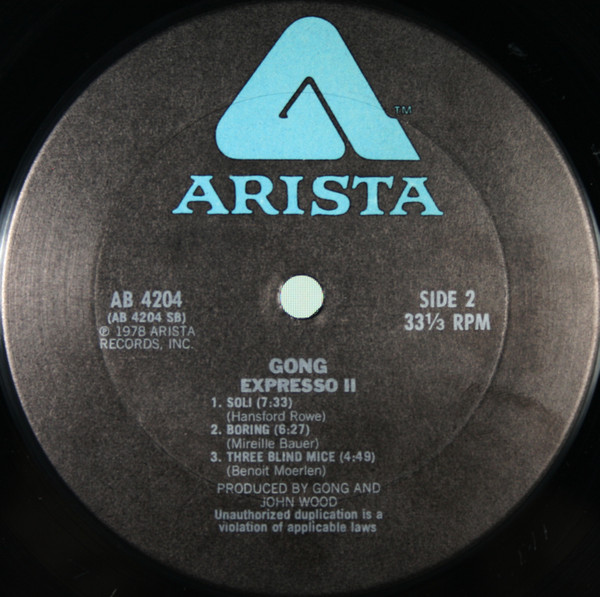 TM
ARISTA
AB 4204
(AB 4204 SB)
℗ 1978 ARISTA
RECORDS, INC.
SIDE 2
33⅓ RPM
GONG
EXPRESSO II
1. SOLI (7:33)
(Hansford Rowe)
2. BORING (6:27)
(Mireille Bauer)
3. THREE BLIND MICE (4:49)
(Benoit Moerlen)
PRODUCED BY GONG AND
JOHN WOOD
Unauthorized duplication is a
violation of applicable laws